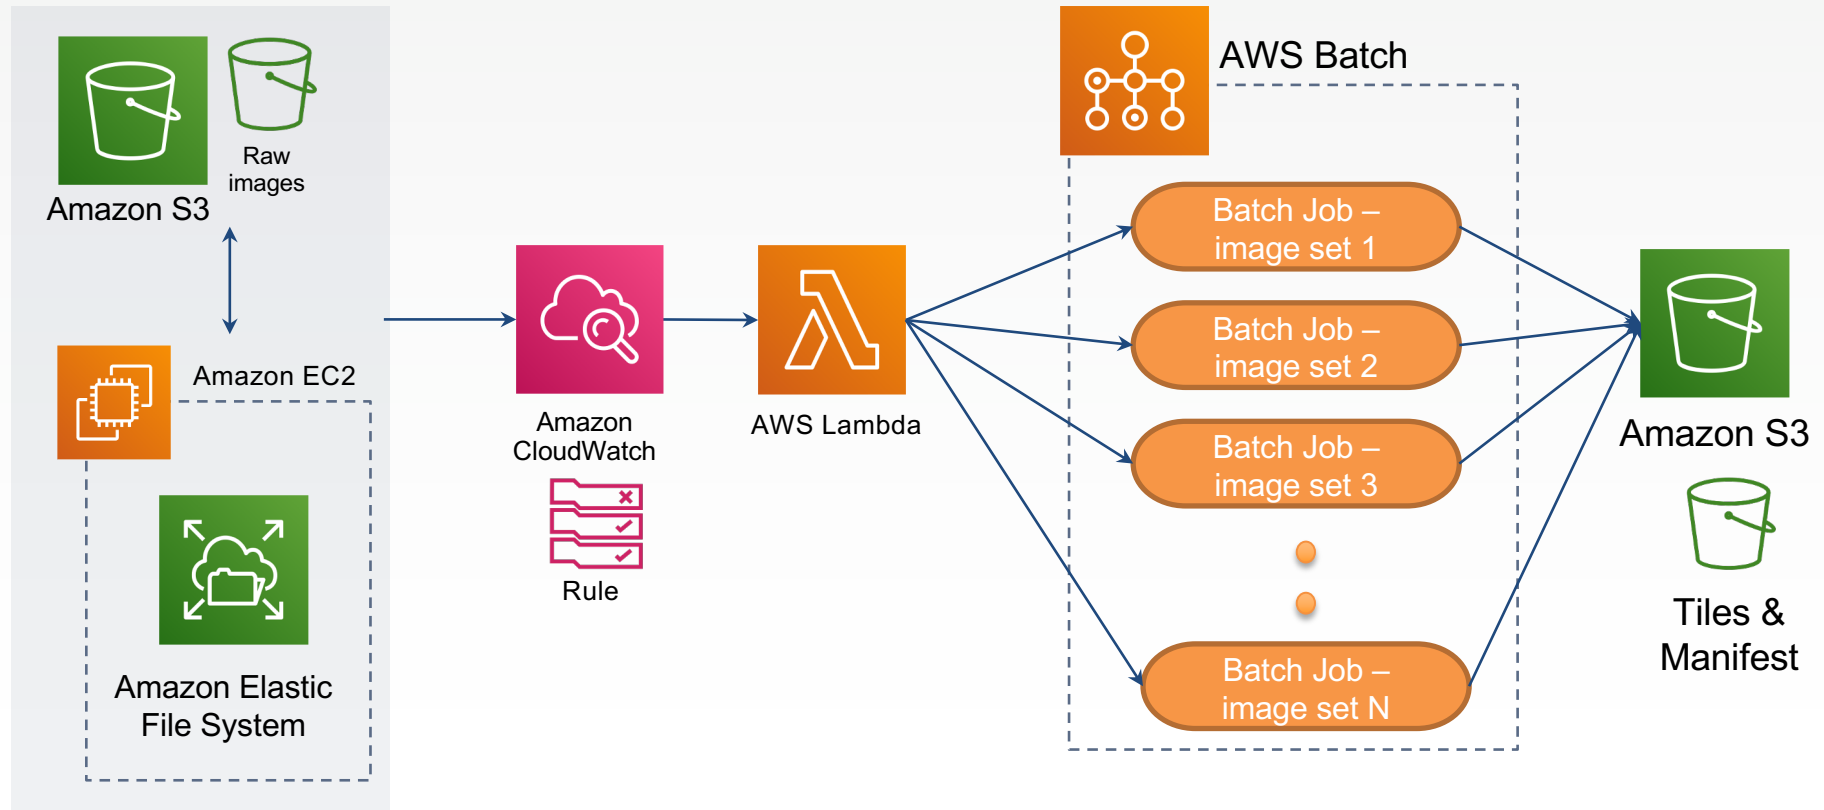 Raw
images
Amazon S3
Amazon EC2
Amazon Elastic
File System
Amazon
CloudWatch
Rule
AWS Lambda
AWS Batch
Batch Job –
image set 1
Batch Job –
image set 2
Batch Job –
image set 3
Batch Job –
image set N
Amazon S3
Tiles &
Manifest